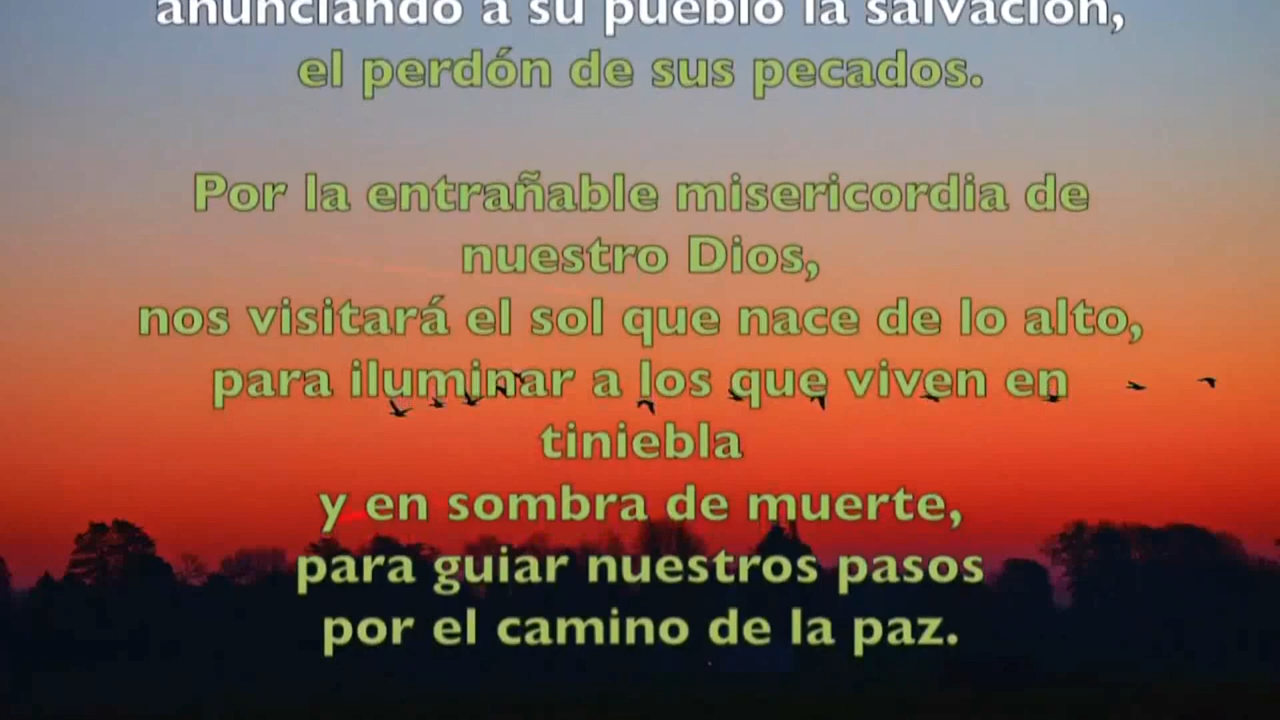 anunciando a su pueblo la salvación,
el perdón de sus pecados.
Por la entrañable misericordia de
nuestro Dios,
nos visitará el sol que nace de lo alto,
para iluminar a los que viven en
tiniebla
y en sombra de muerte,
para guiar nuestros pasos
por el camino de la paz.